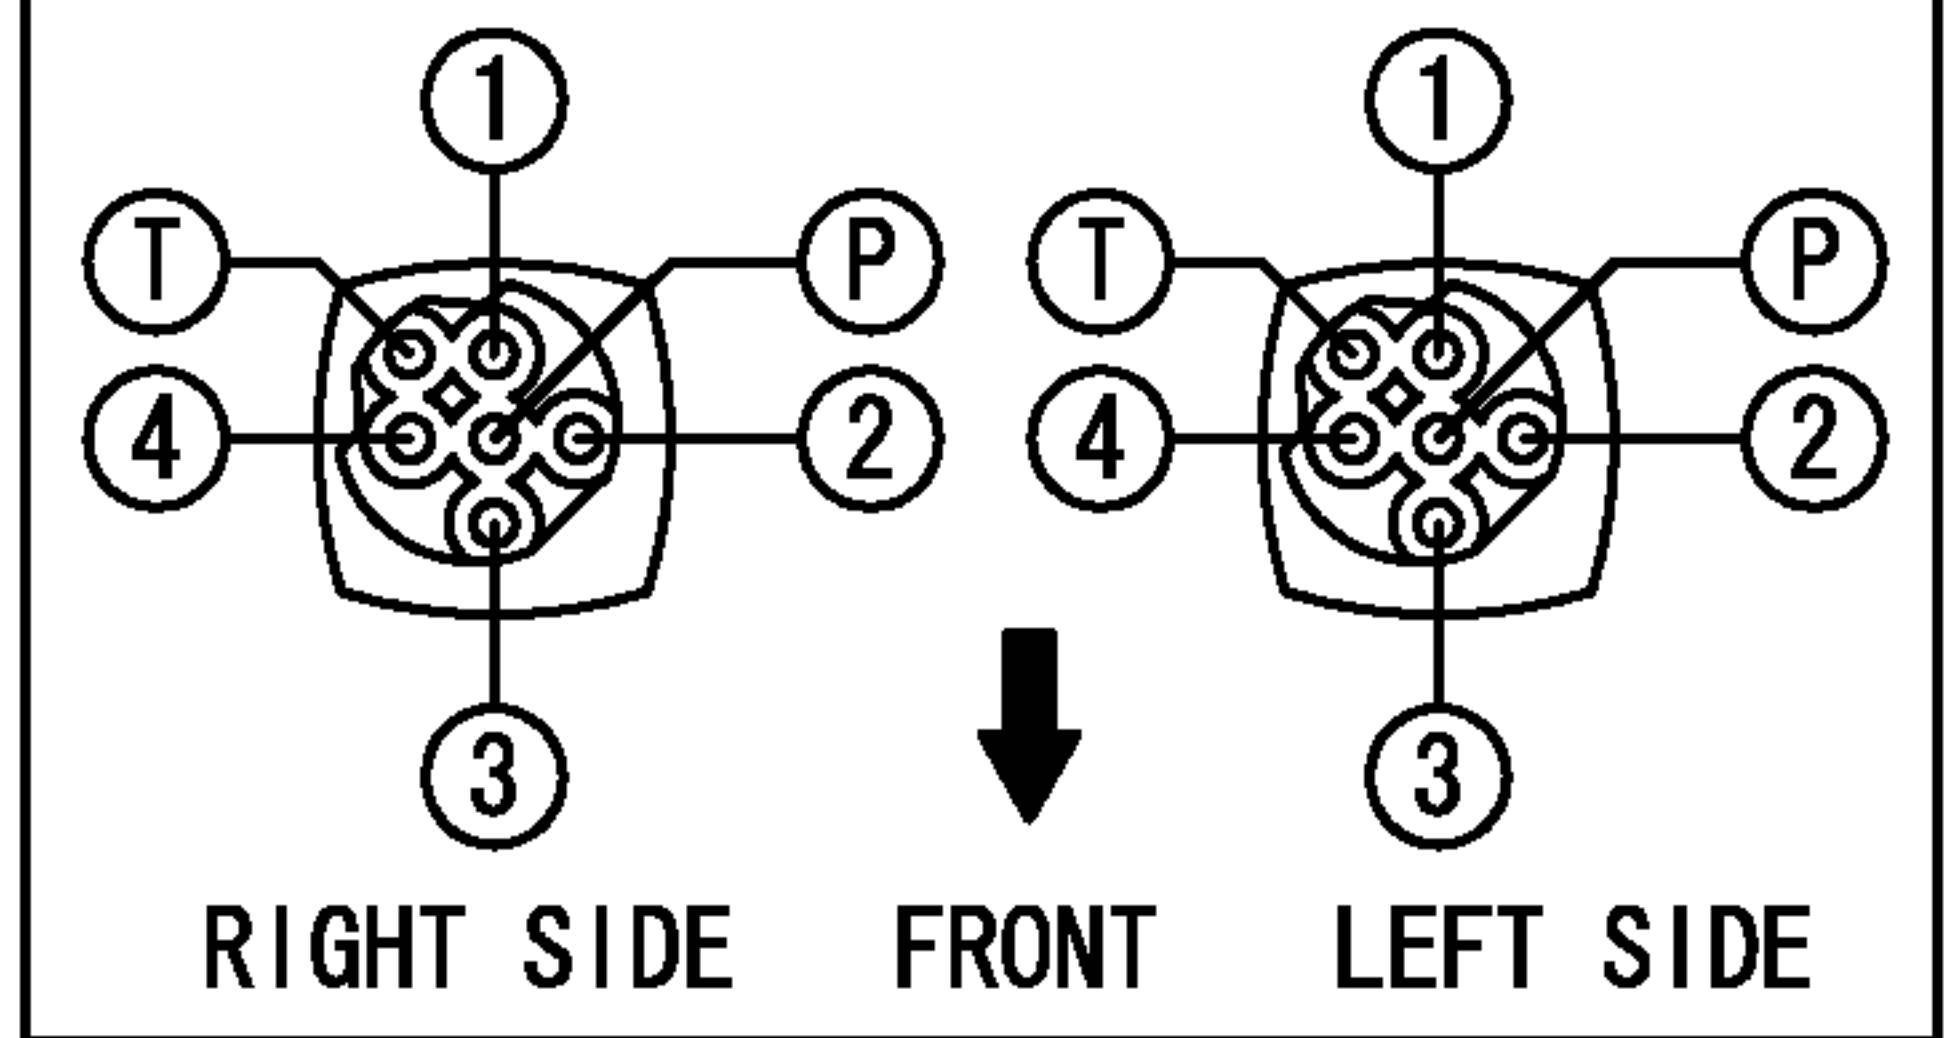 1 1
T P T P
4 2 4 2
3 3
RIGHT SIDE FRONT LEFT SIDE